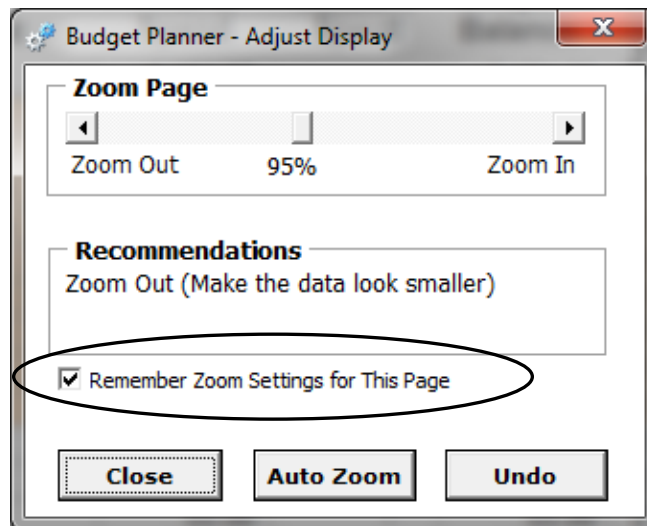 Budget Planner - Adjust Display
Zoom Page
Zoom Out 95% Zoom In
Recommendations
Zoom Out (Make the data look smaller)
Remember Zoom Settings for This Page
Close Auto Zoom Undo